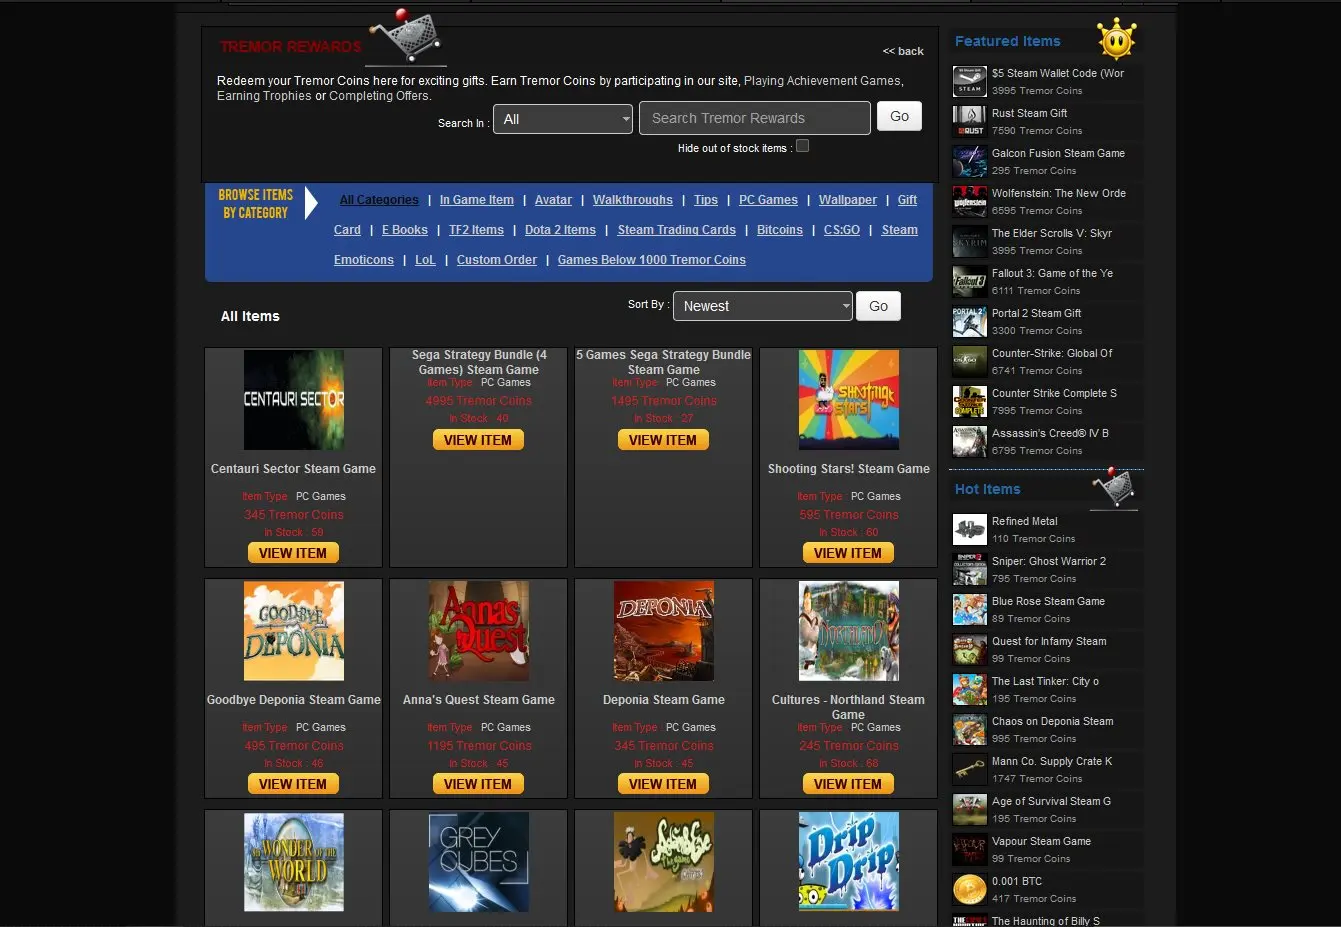 TREMOR REWARDS
<< back
Redeem your Tremor Coins here for exciting gifts. Earn Tremor Coins by participating in our site, Playing Achievement Games,
Earning Trophies or Completing Offers.
Search In : All Search Tremor Rewards Go
Hide out of stock items :
BROWSE ITEMS
BY CATEGORY
All Categories | In Game Item | Avatar | Walkthroughs | Tips | PC Games | Wallpaper | Gift
Card | E Books | TF2 Items | Dota 2 Items | Steam Trading Cards | Bitcoins | CS:GO | Steam
Emoticons | LoL | Custom Order | Games Below 1000 Tremor Coins
All Items
Sort By : Newest Go
CENTAURI SECTOR
Centauri Sector Steam Game
Item Type PC Games
345 Tremor Coins
In Stock : 59
VIEW ITEM
Sega Strategy Bundle (4
Games) Steam Game
Item Type PC Games
4995 Tremor Coins
In Stock : 40
VIEW ITEM
5 Games Sega Strategy Bundle
Steam Game
Item Type PC Games
1495 Tremor Coins
In Stock : 27
VIEW ITEM
SHOOTING
STARS!
Shooting Stars! Steam Game
Item Type PC Games
595 Tremor Coins
In Stock : 60
VIEW ITEM
GOODBYE
DEPONIA
Goodbye Deponia Steam Game
Item Type PC Games
495 Tremor Coins
In Stock : 46
VIEW ITEM
Anna's
Quest
Anna's Quest Steam Game
Item Type PC Games
1195 Tremor Coins
In Stock : 45
VIEW ITEM
DEPONIA
Deponia Steam Game
Item Type PC Games
345 Tremor Coins
In Stock : 45
VIEW ITEM
Northland
Cultures - Northland Steam
Game
Item Type PC Games
245 Tremor Coins
In Stock : 68
VIEW ITEM
WONDER OF THE
WORLD
GREY
CUBES
The game
Drip
Drip
Featured Items
$5 Steam Wallet Code (Wor
3995 Tremor Coins
Rust Steam Gift
7590 Tremor Coins
Galcon Fusion Steam Game
295 Tremor Coins
Wolfenstein: The New Orde
6595 Tremor Coins
The Elder Scrolls V: Skyr
3995 Tremor Coins
Fallout 3: Game of the Ye
6111 Tremor Coins
Portal 2 Steam Gift
3300 Tremor Coins
Counter-Strike: Global Of
6741 Tremor Coins
Counter Strike Complete S
7995 Tremor Coins
Assassin's Creed® IV B
6795 Tremor Coins
Hot Items
Refined Metal
110 Tremor Coins
Sniper: Ghost Warrior 2
795 Tremor Coins
Blue Rose Steam Game
89 Tremor Coins
Quest for Infamy Steam
99 Tremor Coins
The Last Tinker: City o
195 Tremor Coins
Chaos on Deponia Steam
995 Tremor Coins
Mann Co. Supply Crate K
1747 Tremor Coins
Age of Survival Steam G
195 Tremor Coins
Vapour Steam Game
99 Tremor Coins
0.001 BTC
417 Tremor Coins
The Haunting of Billy S